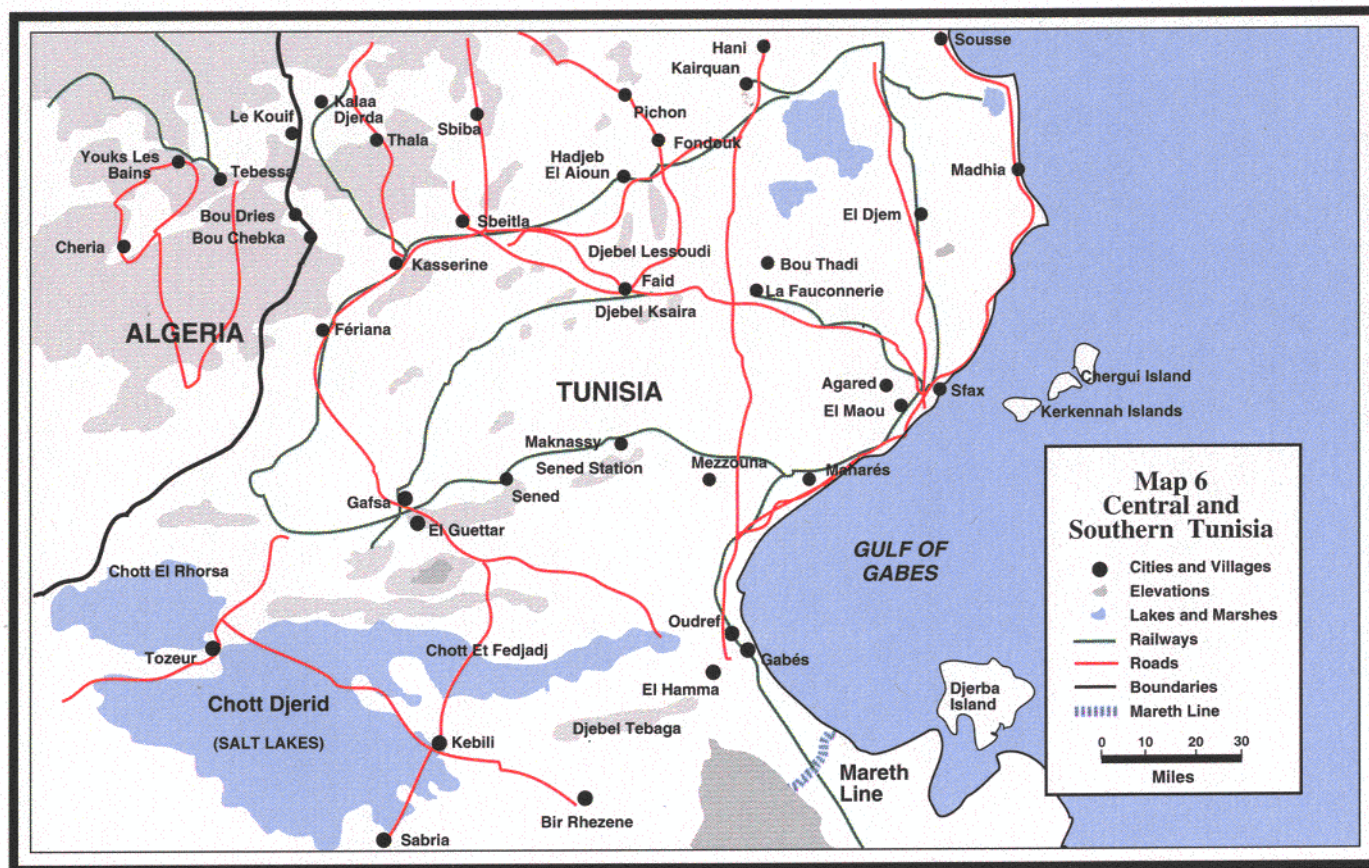 Hani
Sousse
Kairquan
Kalaa
Djerda
Pichon
Le Kouif
Sbiba
Thala
Fondouk
Youks Les
Bains
Hadjeb
El Aioun
Tebessa
Madhia
Bou Dries
Sbeitla
El Djem
Bou Chebka
Cheria
Djebel Lessoudi
Kasserine
Bou Thadi
Faid
La Fauconnerie
Djebel Ksaira
ALGERIA
Fériana
TUNISIA
Agared
Sfax
Chergui Island
El Maou
Kerkennah Islands
Maknassy
Sened Station
Mezzouna
Maharés
Gafsa
Sened
El Guettar
Map 6
Central and
Southern Tunisia
Cities and Villages
Elevations
Lakes and Marshes
Railways
Roads
Boundaries
Mareth Line
0 10 20 30
Miles
GULF OF
GABES
Chott El Rhorsa
Oudref
Tozeur
Chott Et Fedjadj
Gabés
El Hamma
Djerba
Island
Chott Djerid
(SALT LAKES)
Djebel Tebaga
Kebili
Mareth
Line
Bir Rhezene
Sabria